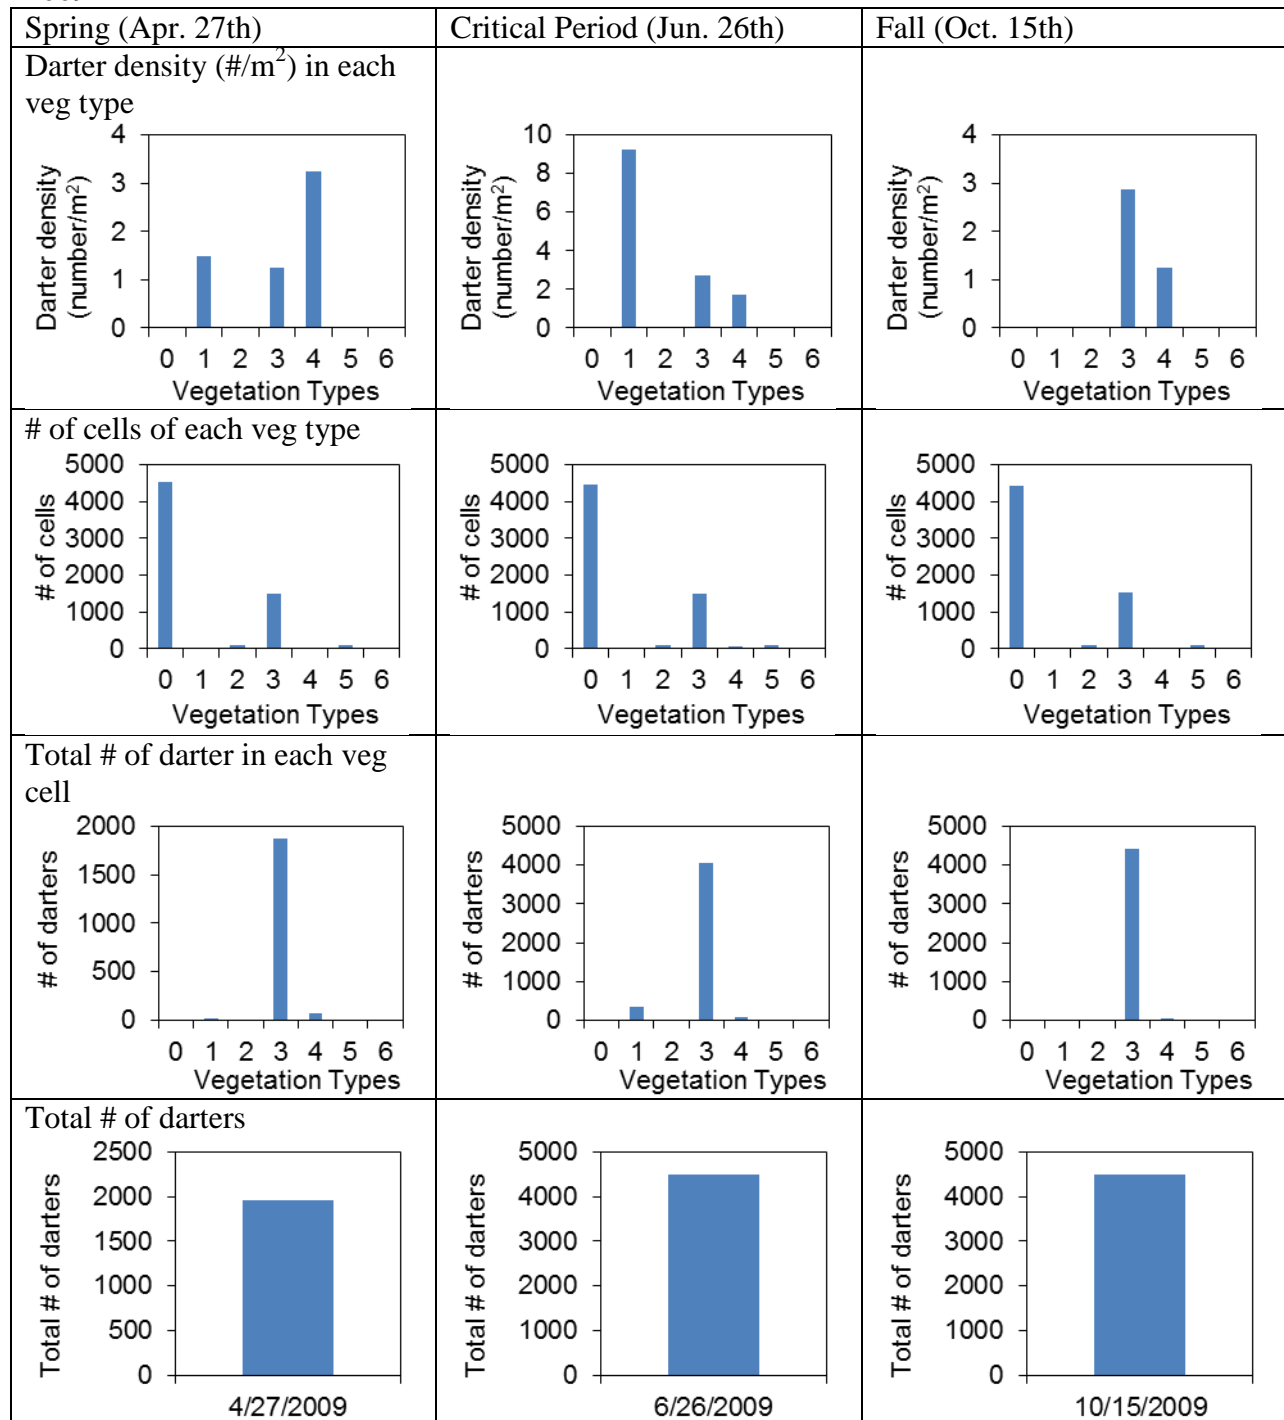 Spring (Apr. 27th)
Critical Period (Jun. 26th)
Fall (Oct. 15th)
Darter density (#/m²) in each
veg type
4
3
2
1
0
Darter density
(number/m²)
0 1 2 3 4 5 6
Vegetation Types
10
8
6
4
2
0
Darter density
(number/m²)
0 1 2 3 4 5 6
Vegetation Types
4
3
2
1
0
Darter density
(number/m²)
0 1 2 3 4 5 6
Vegetation Types
# of cells of each veg type
5000
4000
3000
2000
1000
0
# of cells
0 1 2 3 4 5 6
Vegetation Types
5000
4000
3000
2000
1000
0
# of cells
0 1 2 3 4 5 6
Vegetation Types
5000
4000
3000
2000
1000
0
# of cells
0 1 2 3 4 5 6
Vegetation Types
Total # of darter in each veg
cell
2000
1500
1000
500
0
# of darters
0 1 2 3 4 5 6
Vegetation Types
5000
4000
3000
2000
1000
0
# of darters
0 1 2 3 4 5 6
Vegetation Types
5000
4000
3000
2000
1000
0
# of darters
0 1 2 3 4 5 6
Vegetation Types
Total # of darters
2500
2000
1500
1000
500
0
Total # of darters
4/27/2009
5000
4000
3000
2000
1000
0
Total # of darters
6/26/2009
5000
4000
3000
2000
1000
0
Total # of darters
10/15/2009